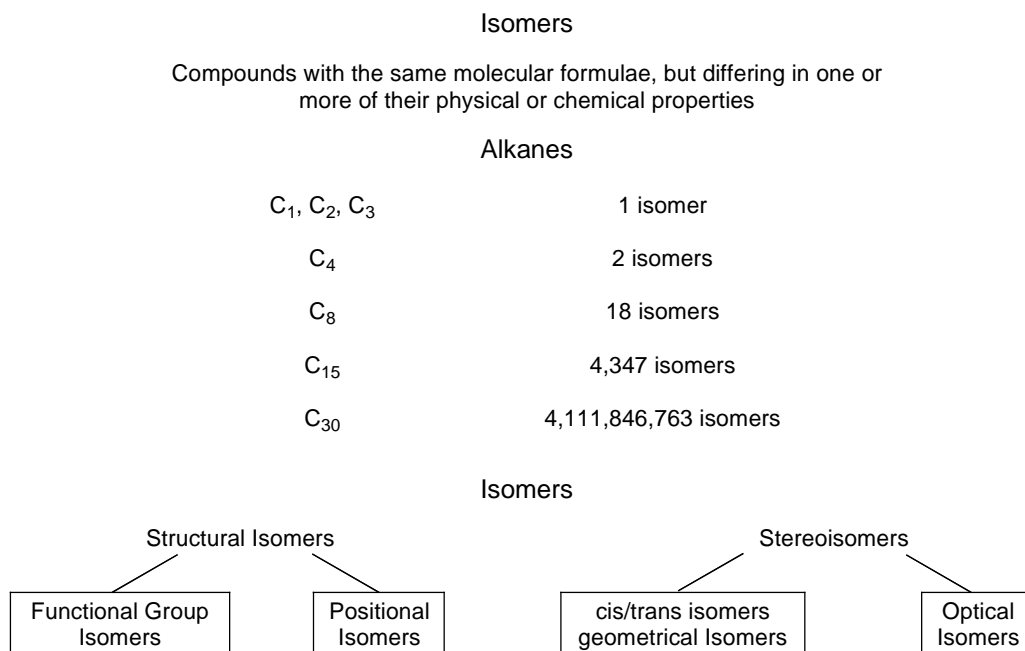 Isomers
Compounds with the same molecular formulae, but differing in one or
more of their physical or chemical properties
Alkanes
C₁, C₂, C₃ 1 isomer
C₄ 2 isomers
C₈ 18 isomers
C₁₅ 4,347 isomers
C₃₀ 4,111,846,763 isomers
Isomers
Structural Isomers Stereoisomers
Functional Group Positional cis/trans isomers Optical
Isomers Isomers geometrical Isomers Isomers